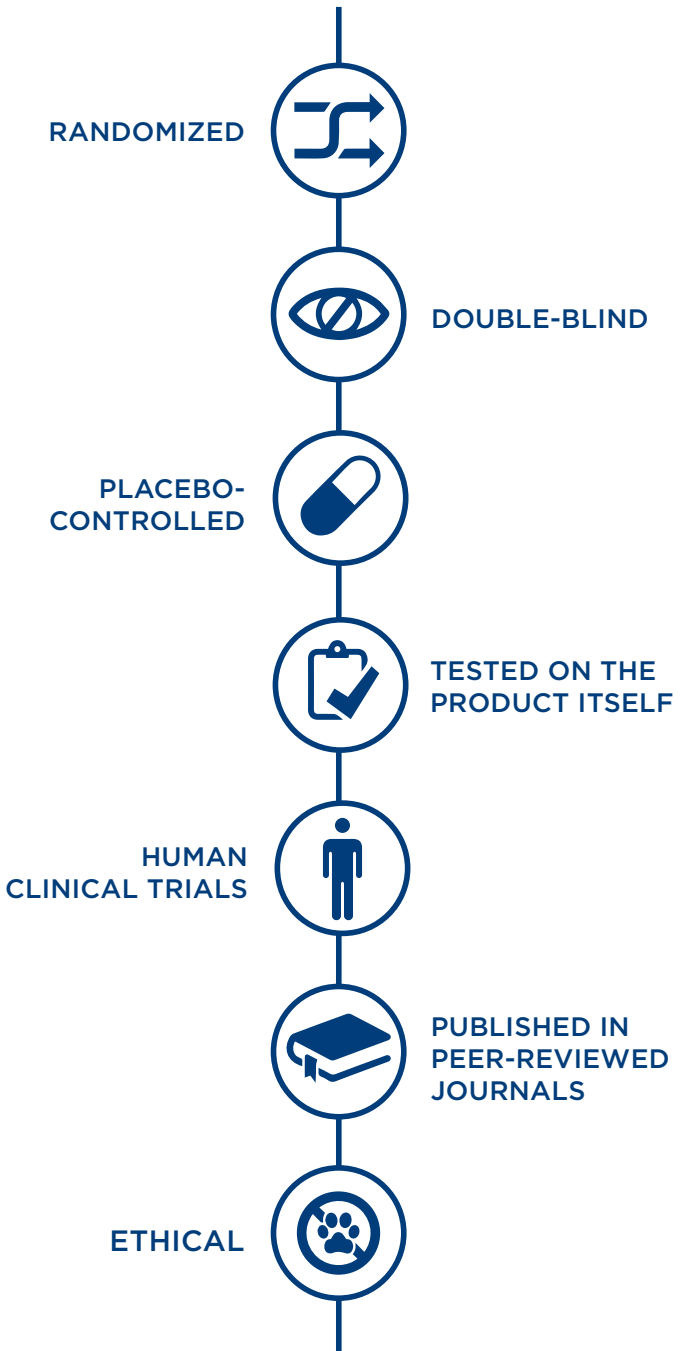 RANDOMIZED
DOUBLE-BLIND
PLACEBO-
CONTROLLED
TESTED ON THE
PRODUCT ITSELF
HUMAN
CLINICAL TRIALS
PUBLISHED IN
PEER-REVIEWED
JOURNALS
ETHICAL